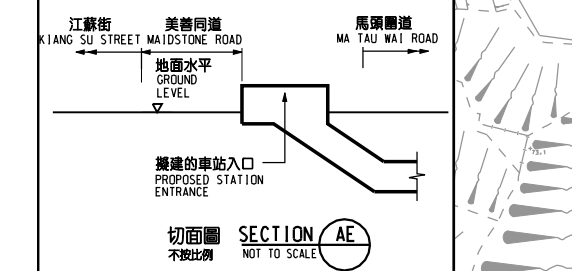 江蘇街
KIANG SU STREET
美善同道
MAIDSTONE ROAD
馬頭圍道
MA TAU WAI ROAD
地面水平
GROUND
LEVEL
擬建的車站入口
PROPOSED STATION
ENTRANCE
切面圖 SECTION AE
不按比例 NOT TO SCALE